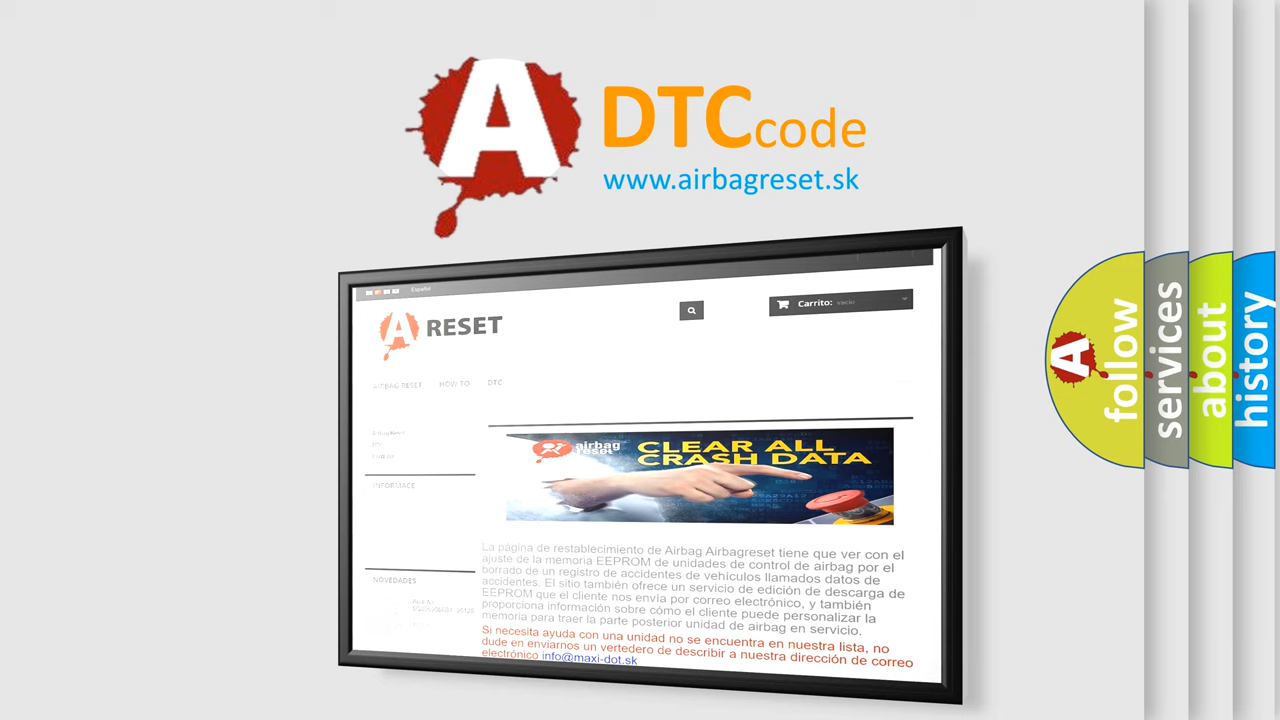 A DTCcode
www.airbagreset.sk
Español
A RESET
Carrito: vacío
AIRBAG RESET HOW TO DTC
INFORMACE
airbag
reset
CLEAR ALL
CRASH DATA
La página de restablecimiento de Airbag Airbagreset tiene que ver con el
ajuste de la memoria EEPROM de unidades de control de airbag por el
borrado de un registro de accidentes de vehículos llamados datos de
accidentes. El sitio también ofrece un servicio de edición de descarga de
EEPROM que el cliente nos envía por correo electrónico, y también
proporciona información sobre cómo el cliente puede personalizar la
memoria para traer la parte posterior unidad de airbag en servicio.
Si necesita ayuda con una unidad no se encuentra en nuestra lista, no
dude en enviarnos un vertedero de describir a nuestra dirección de correo
electrónico info@maxi-dot.sk
NOVEDADES
A
follow
services
about
history